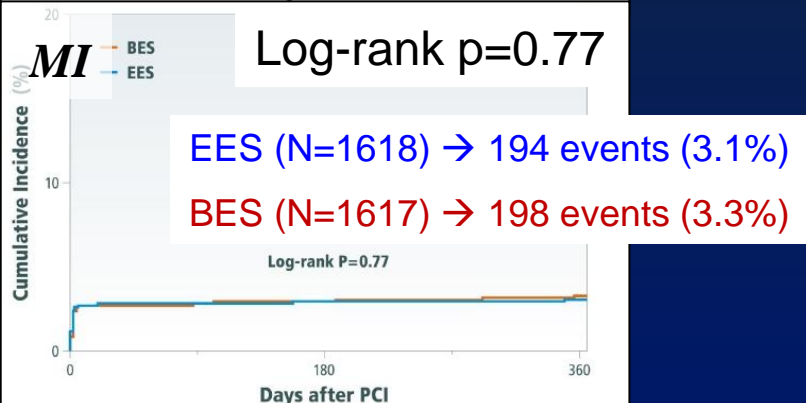 20
MI
BES
EES
Log-rank p=0.77
EES (N=1618) → 194 events (3.1%)
BES (N=1617) → 198 events (3.3%)
Cumulative Incidence (%)
10
Log-rank P=0.77
0
0 180 360
Days after PCI